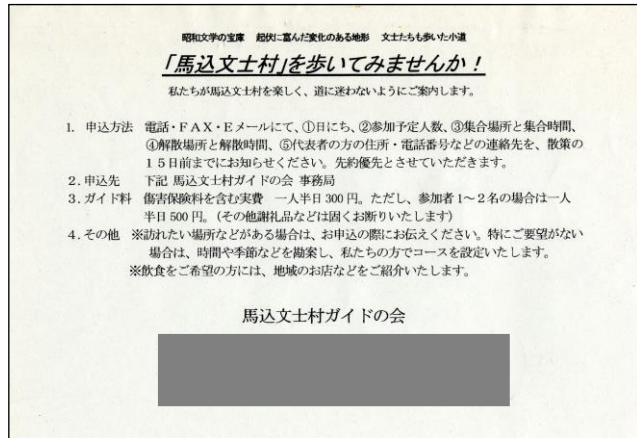 昭和文学の宝庫　起伏に富んだ変化のある地形　文士たちも歩いた小道
「馬込文士村」を歩いてみませんか！
私たちが馬込文士村を楽しく、道に迷わないようにご案内します。
1. 申込方法　電話・ＦＡＸ・Ｅメールにて、①日にち、②参加予定人数、③集合場所と集合時間、
④解散場所と解散時間、⑤代表者の方の住所・電話番号などの連絡先を、散策の
１５日前までにお知らせください。先約優先とさせていただきます。
2. 申込先　下記 馬込文士村ガイドの会 事務局
3. ガイド料　傷害保険料を含む実費　一人半日 300 円。ただし、参加者 1～2 名の場合は一人
半日 500 円。（その他謝礼品などは固くお断りいたします）
4. その他　※訪れたい場所などがある場合は、お申込の際にお伝えください。特にご要望がない
場合は、時間や季節などを勘案し、私たちの方でコースを設定いたします。
※飲食をご希望の方には、地域のお店などをご紹介いたします。
馬込文士村ガイドの会